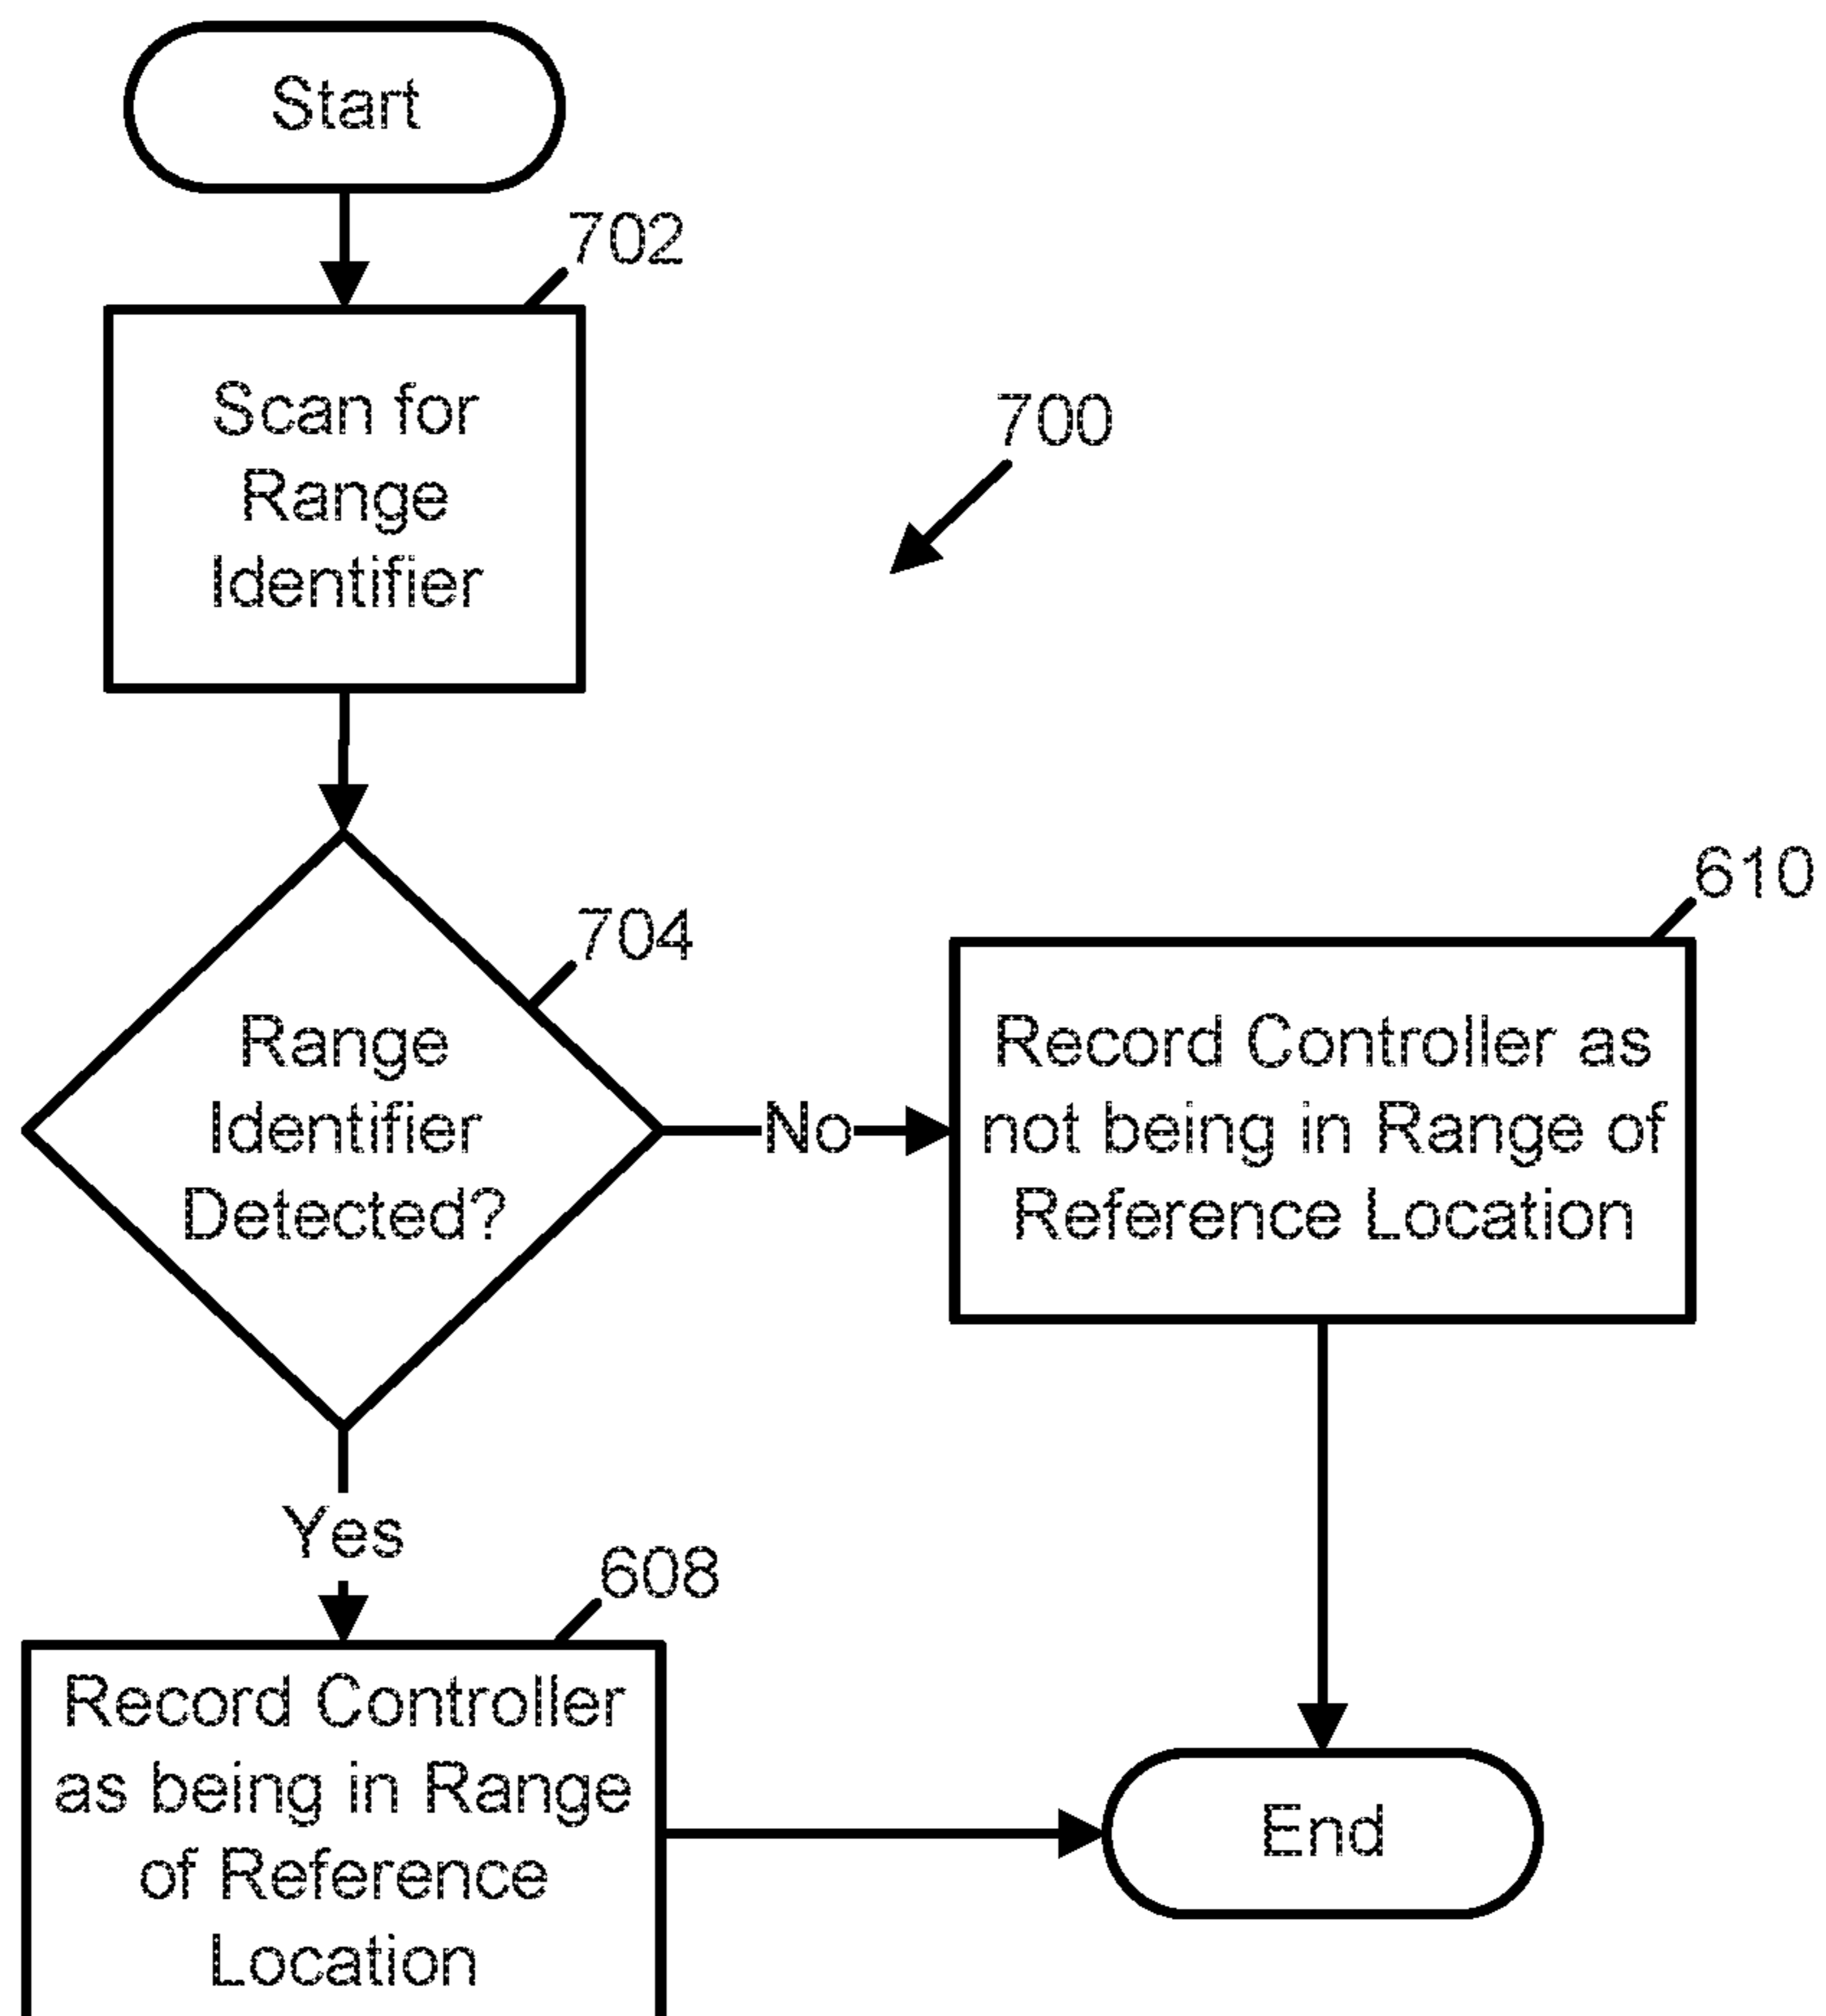 Start
702
Scan for
Range
Identifier
700
704
Range
Identifier
Detected?
No
610
Record Controller as
not being in Range of
Reference Location
Yes
608
Record Controller
as being in Range
of Reference
Location
End